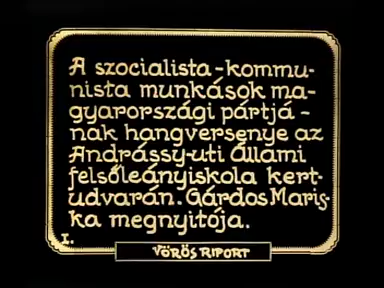 A szocialista-kommu-
nista munkások ma-
gyarországi pártjá-
nak hangversenye az
Andrássy-uti állami
felsőleányiskola kert-
udvarán. Gárdos Maris-
ka megnyitója.
I.
VÖRÖS RIPORT